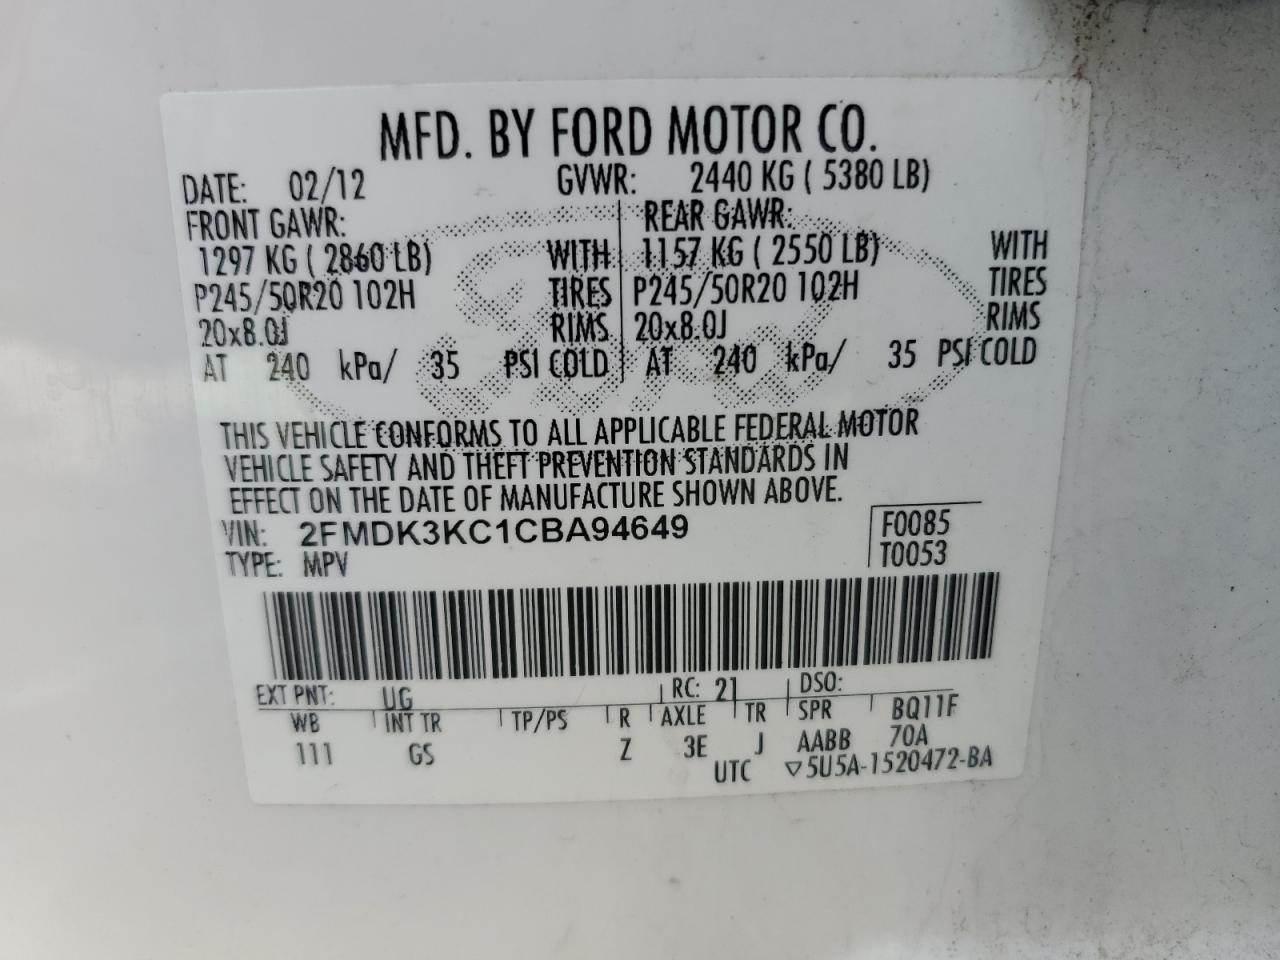 MFD. BY FORD MOTOR CO.
DATE: 02/12 GVWR: 2440 KG ( 5380 LB)
FRONT GAWR: REAR GAWR:
1297 KG ( 2860 LB) WITH 1157 KG ( 2550 LB) WITH
P245/50R20 102H TIRES P245/50R20 102H TIRES
20x8.0J RIMS 20x8.0J RIMS
AT 240 kPa/ 35 PSI COLD AT 240 kPa/ 35 PSI COLD
Ford
THIS VEHICLE CONFORMS TO ALL APPLICABLE FEDERAL MOTOR
VEHICLE SAFETY AND THEFT PREVENTION STANDARDS IN
EFFECT ON THE DATE OF MANUFACTURE SHOWN ABOVE.
VIN: 2FMDK3KC1CBA94649 F0085
TYPE: MPV T0053
EXT PNT: UG RC: 21 DSO:
WB INT TR TP/PS R AXLE TR SPR BQ11F
111 GS Z 3E J AABB 70A
UTC ▽5U5A-1520472-BA